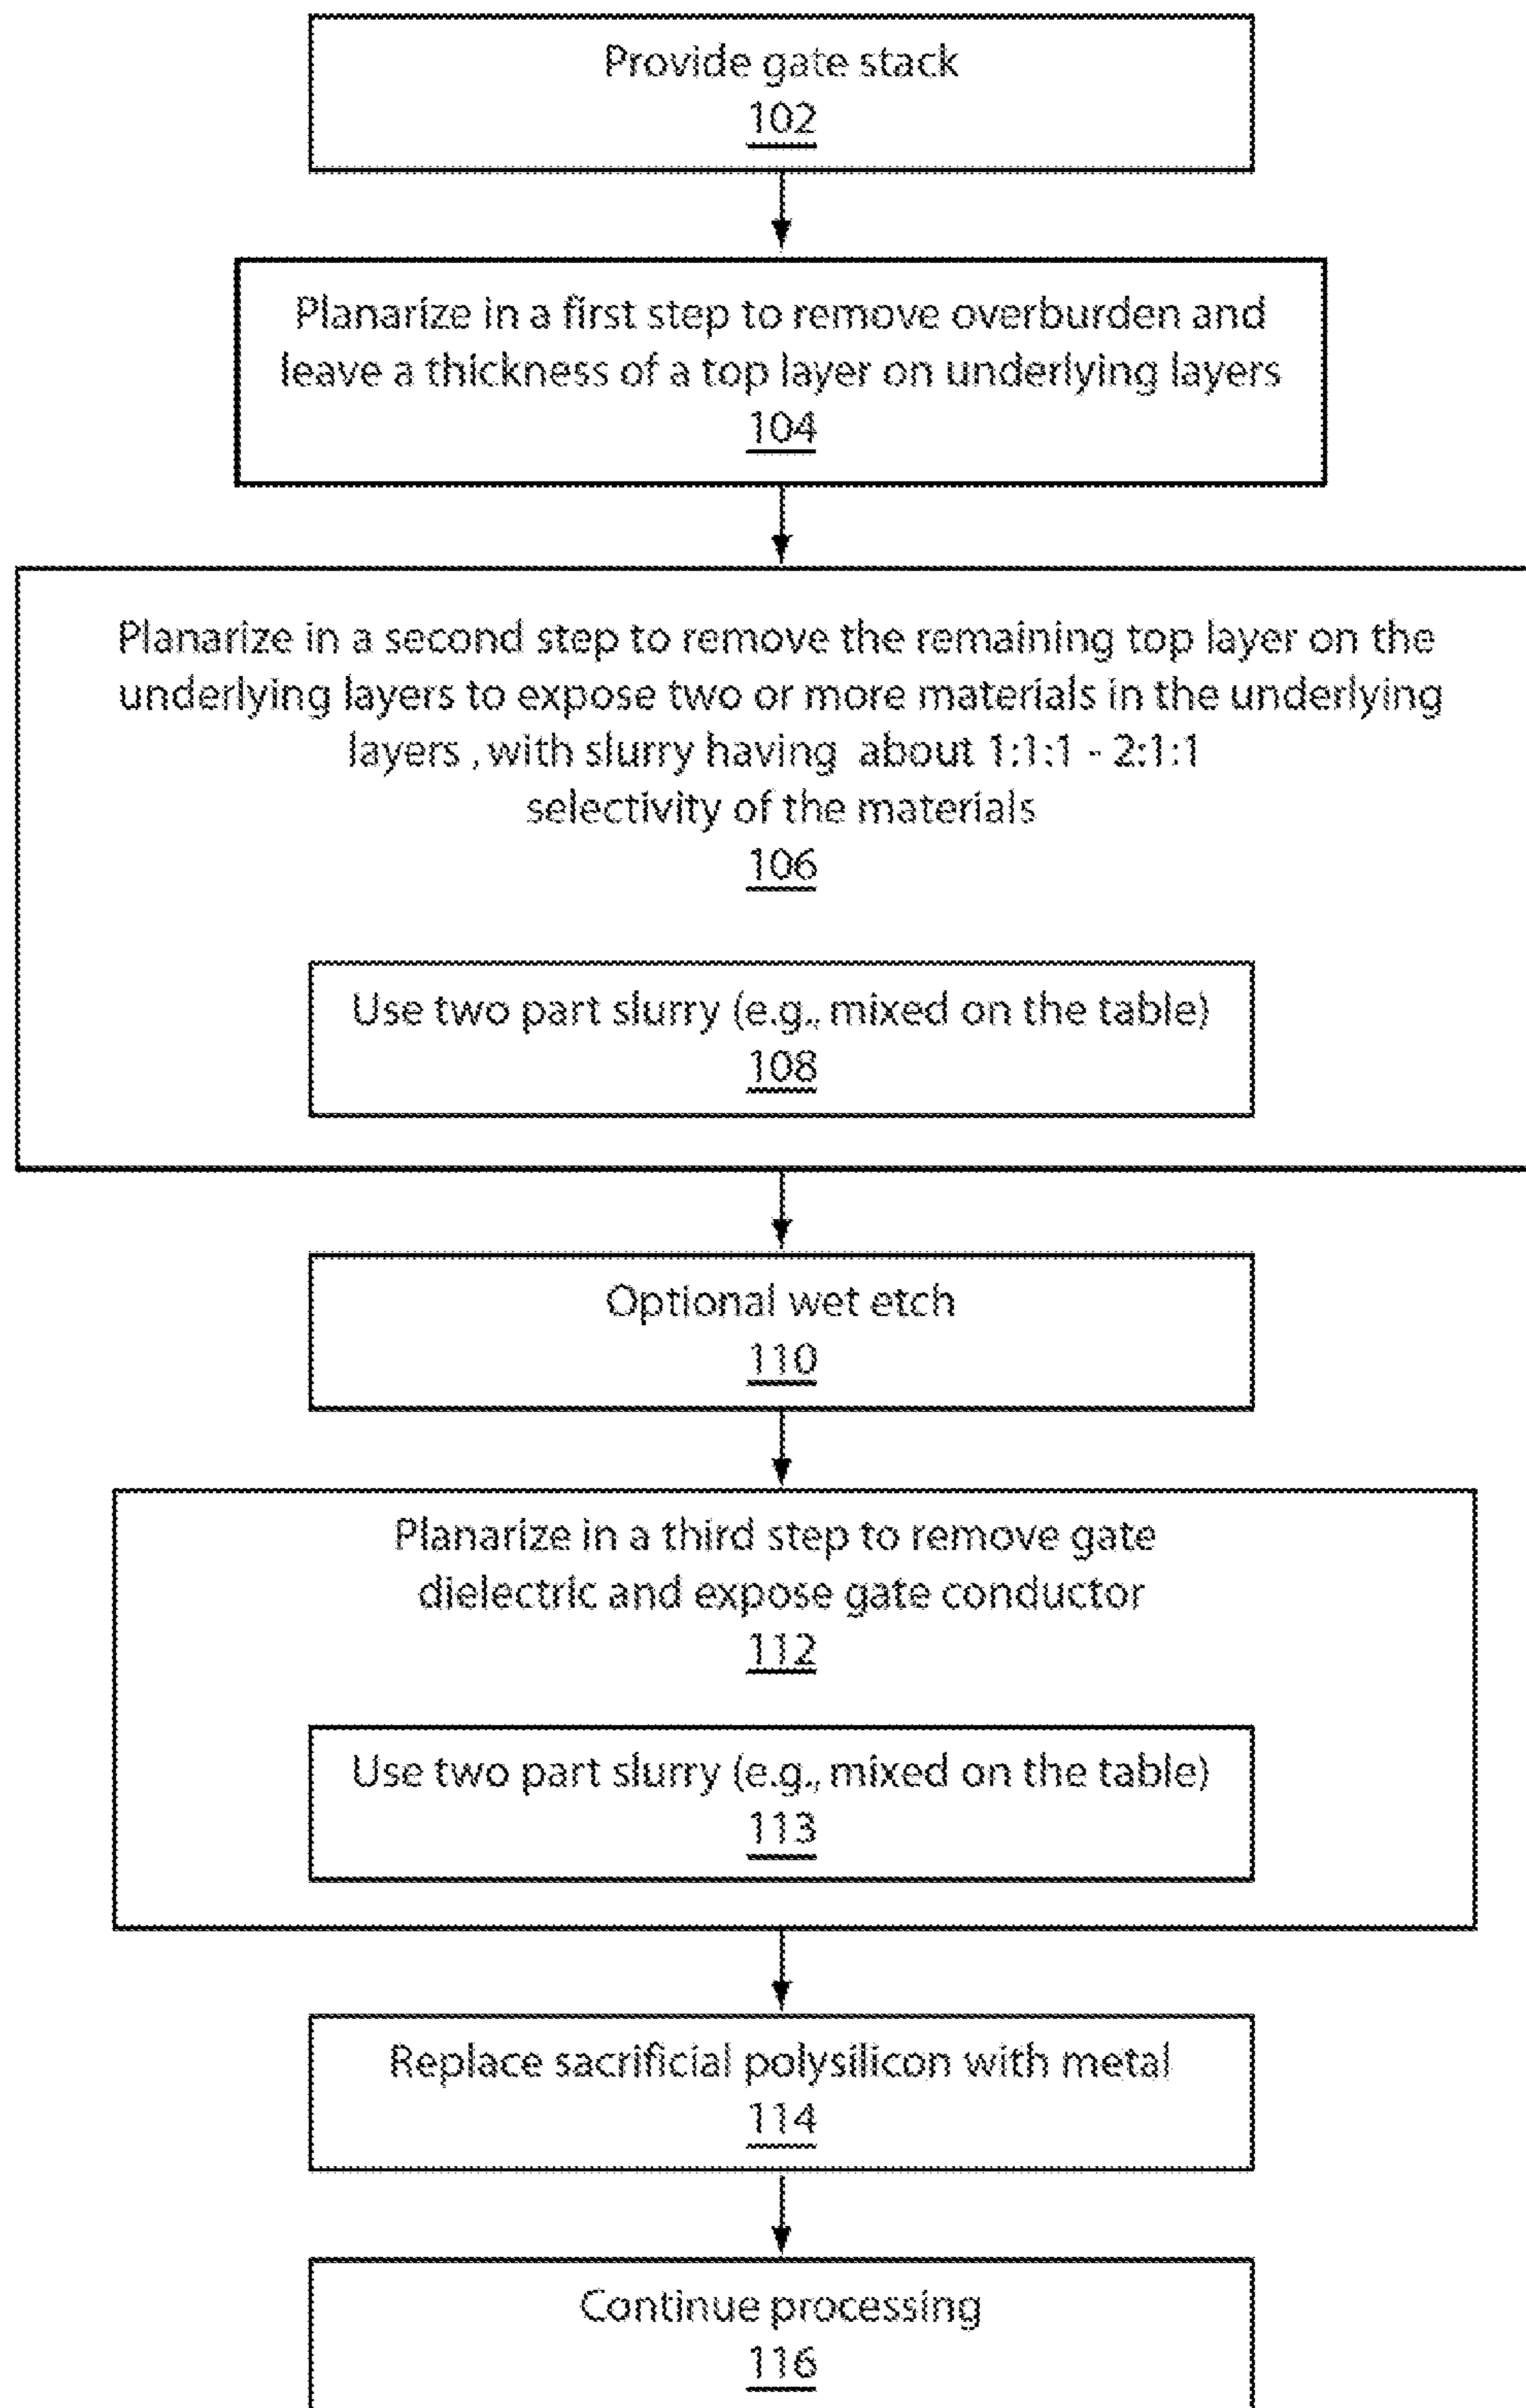 Provide gate stack
102
Planarize in a first step to remove overburden and
leave a thickness of a top layer on underlying layers
104
Planarize in a second step to remove the remaining top layer on the
underlying layers to expose two or more materials in the underlying
layers , with slurry having about 1:1:1 - 2:1:1
selectivity of the materials
106
Use two part slurry (e.g., mixed on the table)
108
Optional wet etch
110
Planarize in a third step to remove gate
dielectric and expose gate conductor
112
Use two part slurry (e.g., mixed on the table)
113
Replace sacrificial polysilicon with metal
114
Continue processing
116